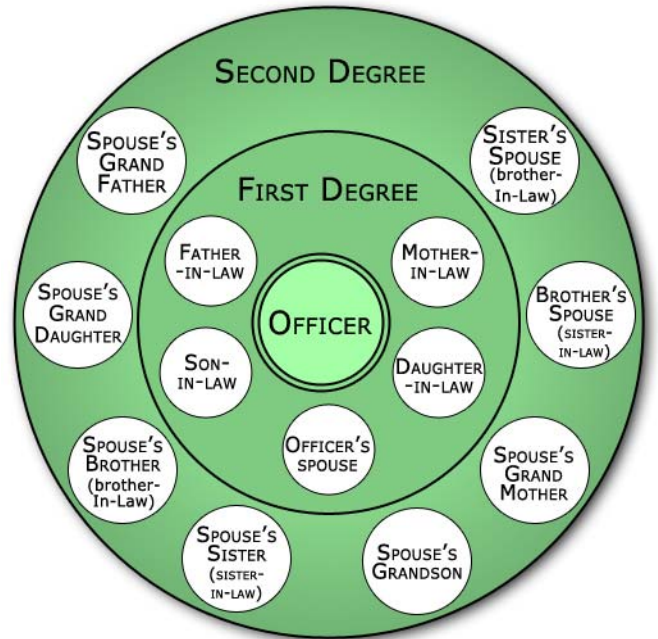 SECOND DEGREE
SPOUSE'S
GRAND
FATHER
SISTER'S
SPOUSE
(brother-
In-Law)
FIRST DEGREE
FATHER
-IN-LAW
MOTHER-
IN-LAW
OFFICER
SPOUSE'S
GRAND
DAUGHTER
BROTHER'S
SPOUSE
(SISTER-
IN-LAW)
SON-
IN-LAW
DAUGHTER
-IN-LAW
OFFICER'S
SPOUSE
SPOUSE'S
BROTHER
(brother-
In-Law)
SPOUSE'S
GRAND
MOTHER
SPOUSE'S
SISTER
(SISTER-
IN-LAW)
SPOUSE'S
GRANDSON